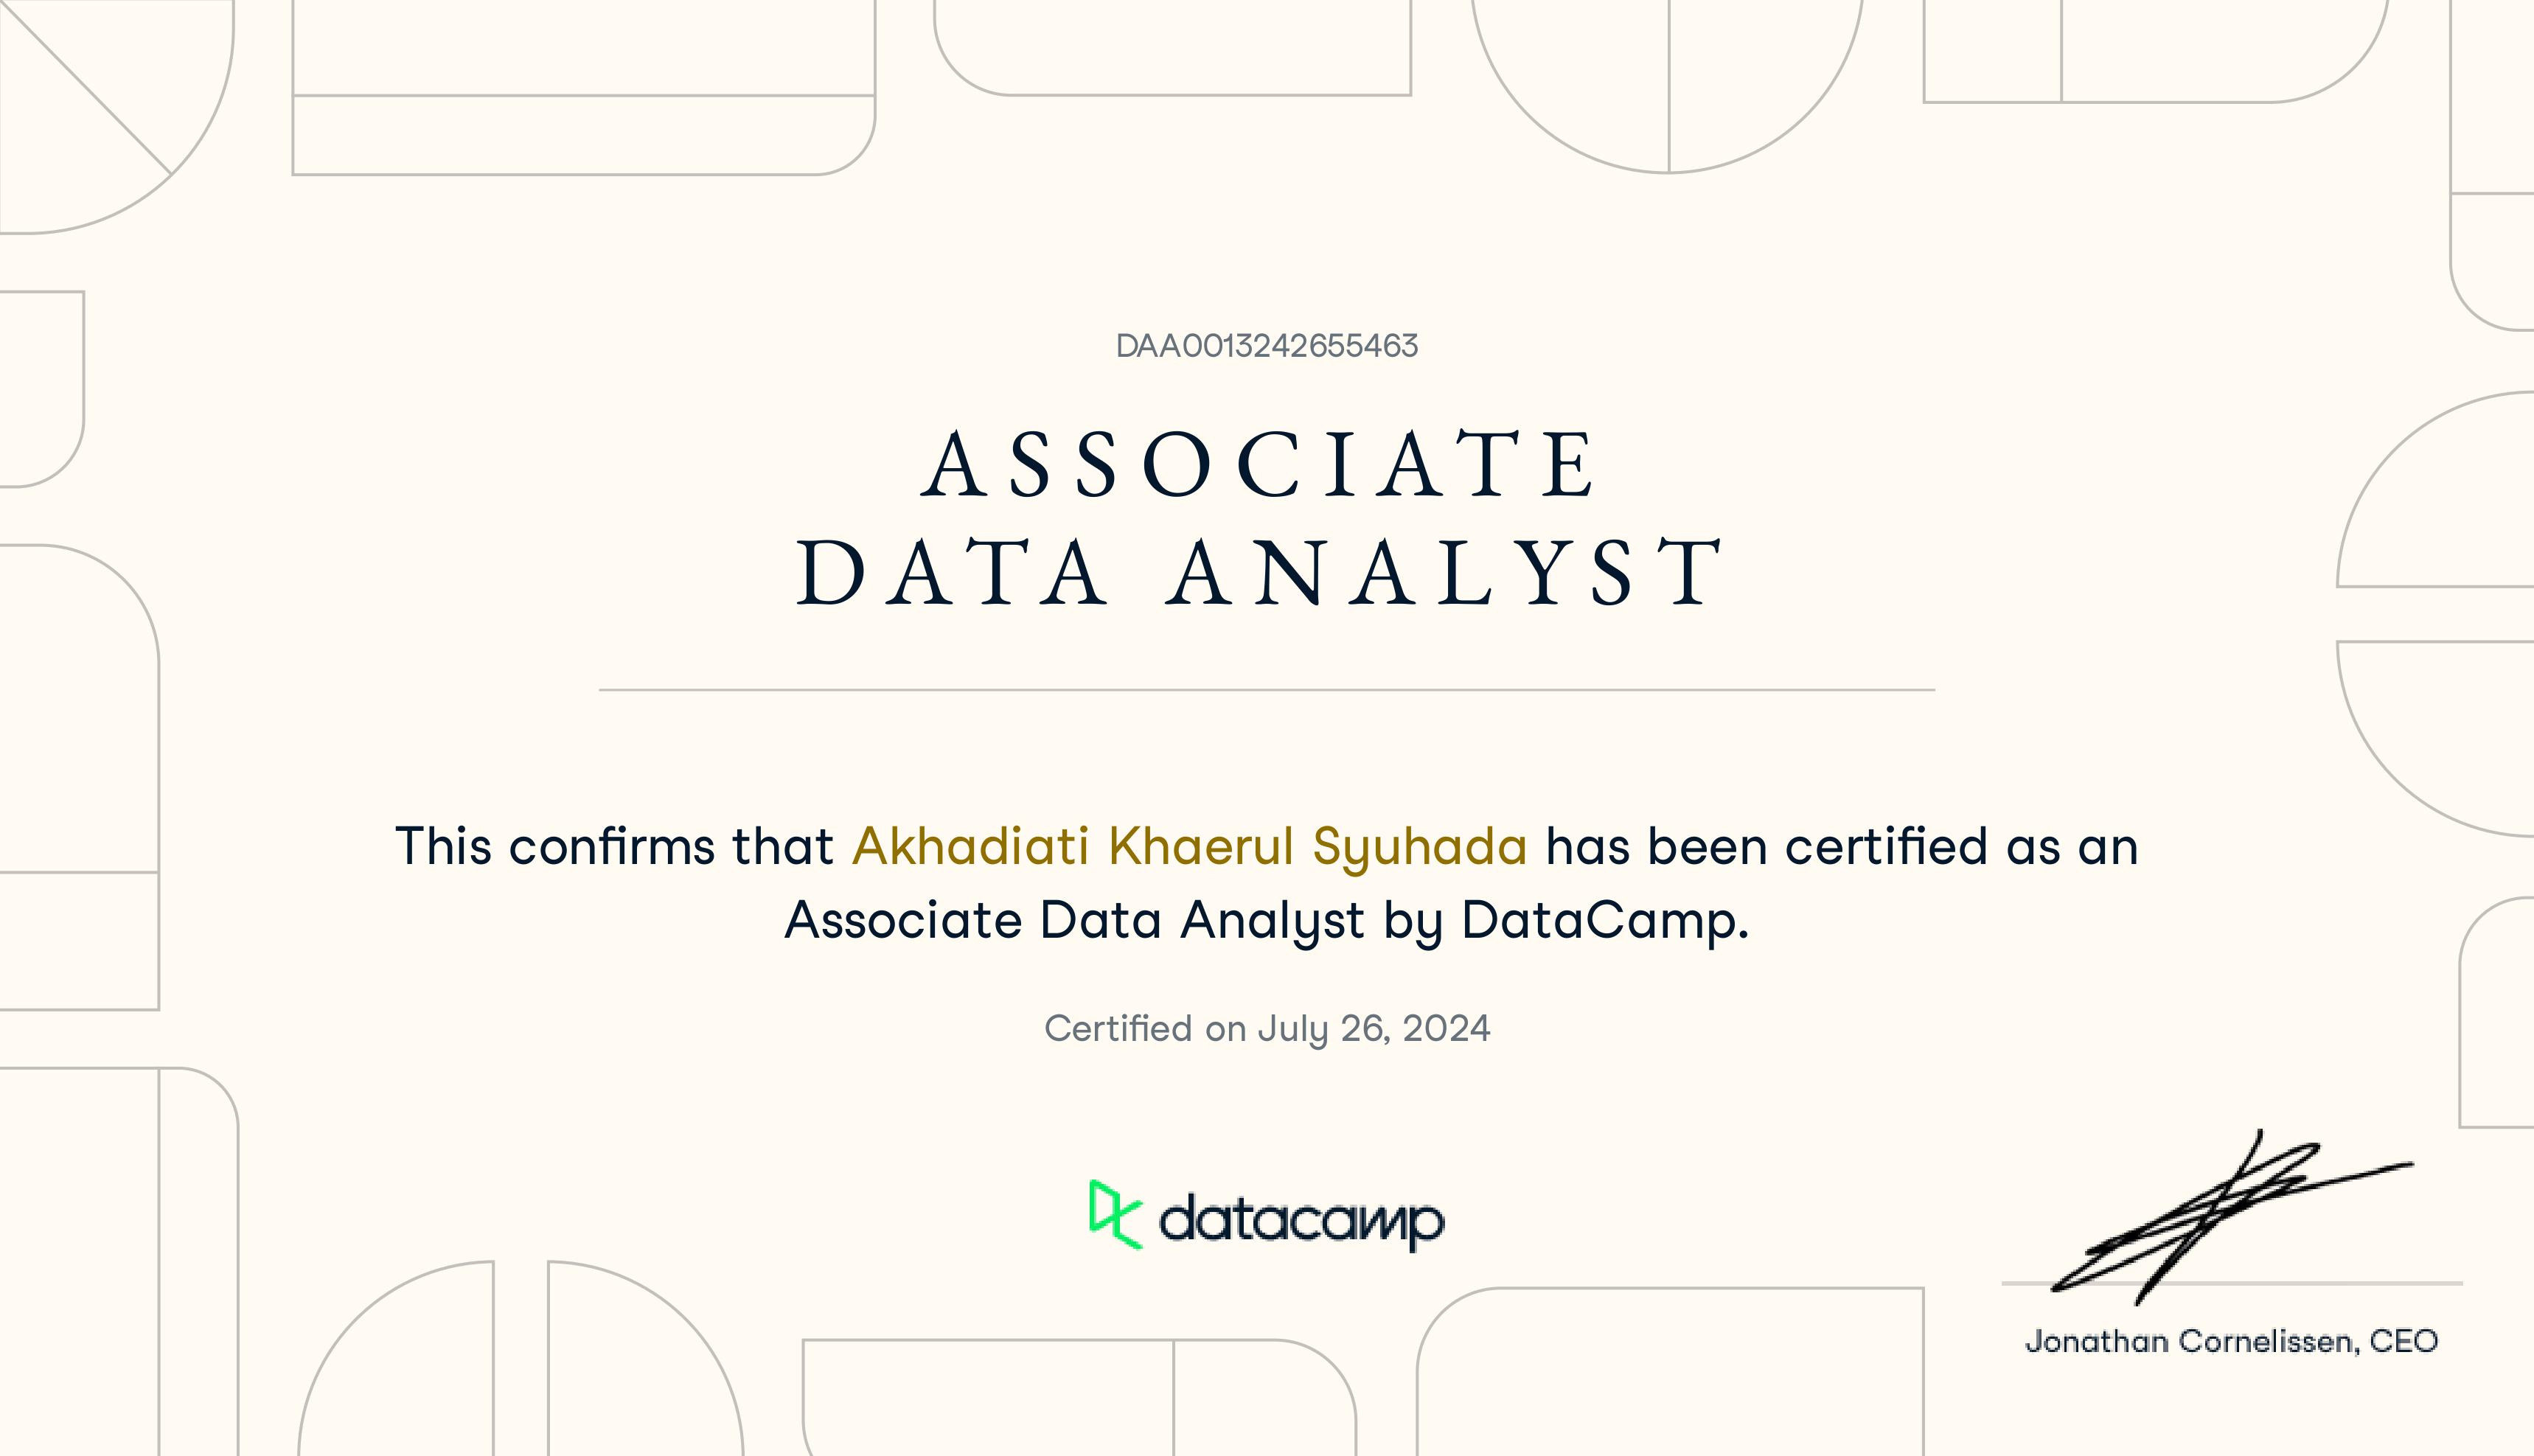 DAA0013242655463
ASSOCIATE
DATA ANALYST
This confirms that Akhadiati Khaerul Syuhada has been certified as an
Associate Data Analyst by DataCamp.
Certified on July 26, 2024
datacamp
Jonathan Cornelissen, CEO